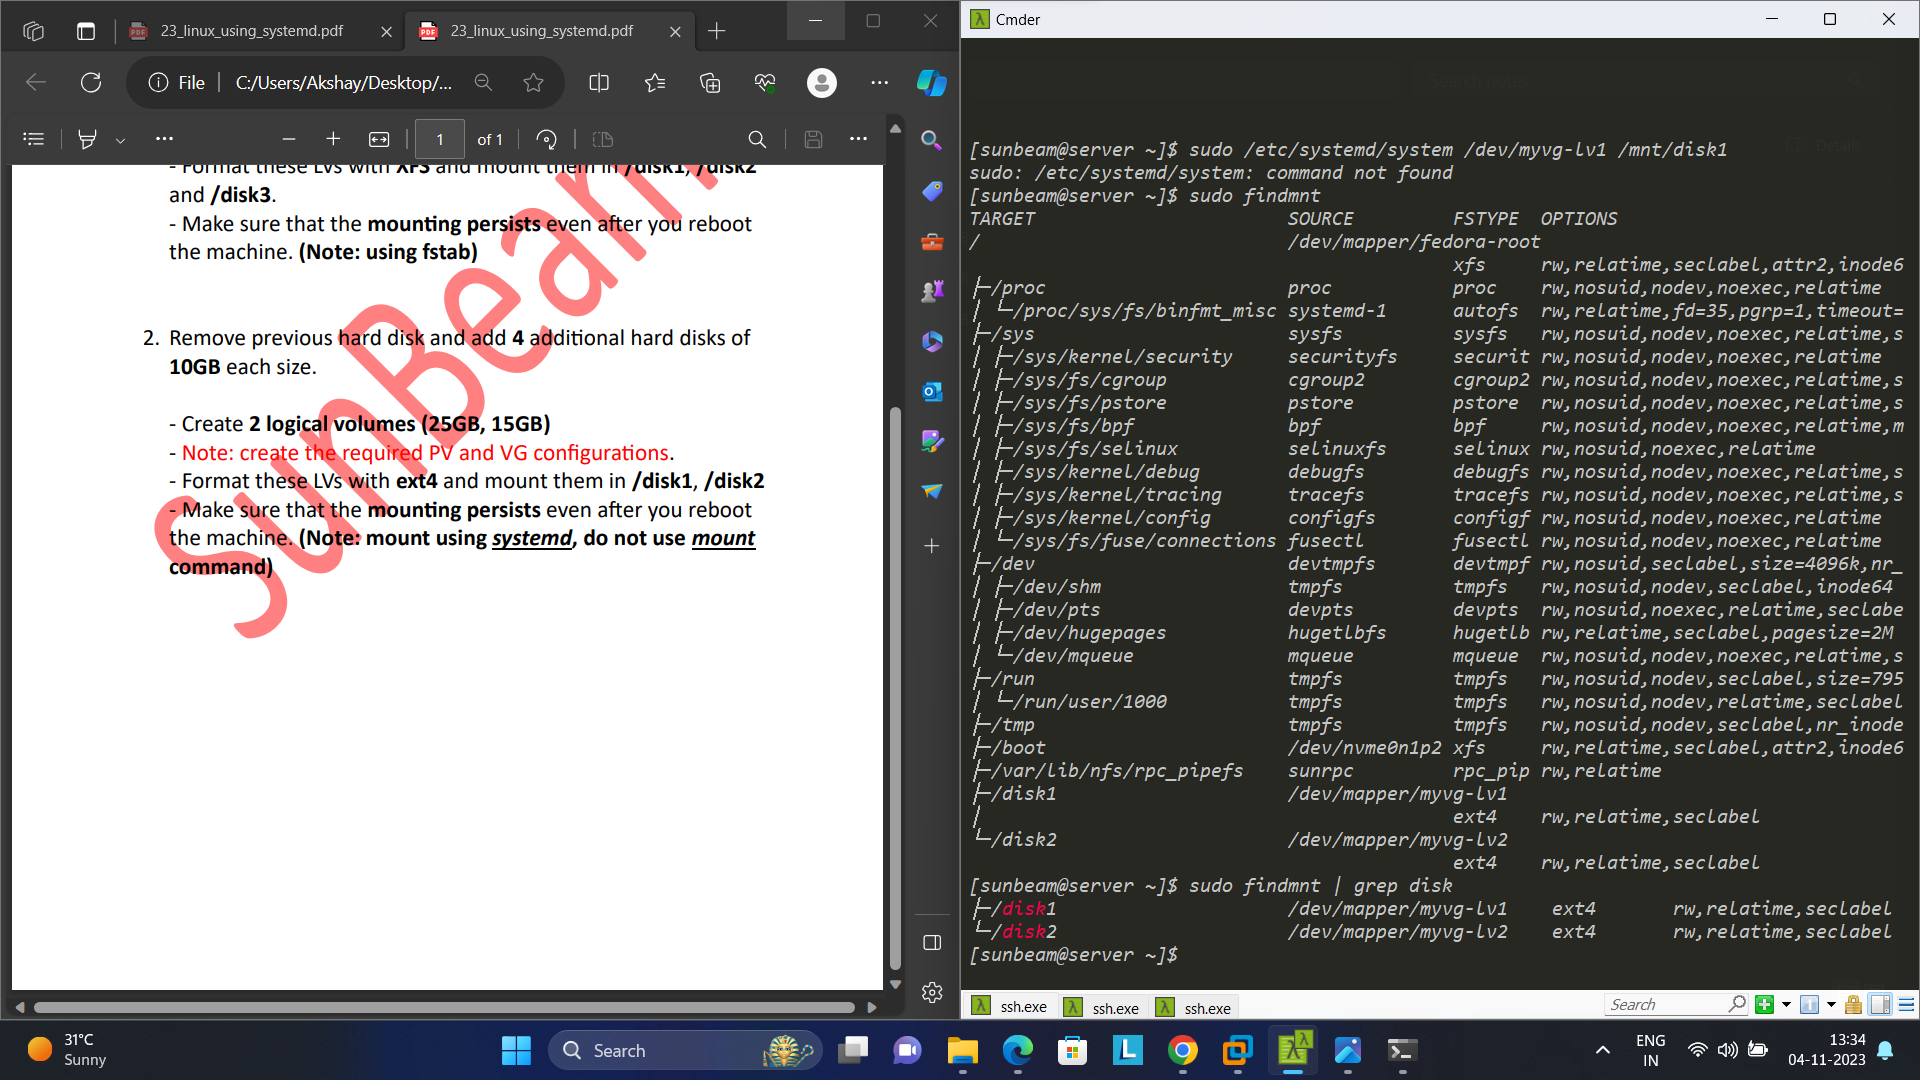 23_linux_using_systemd.pdf
23_linux_using_systemd.pdf
File
C:/Users/Akshay/Desktop/...
1
of 1
- Format these LVs with XFS and mount them in /disk1, /disk2
and /disk3.
- Make sure that the mounting persists even after you reboot
the machine. (Note: using fstab)
2. Remove previous hard disk and add 4 additional hard disks of
10GB each size.
- Create 2 logical volumes (25GB, 15GB)
- Note: create the required PV and VG configurations.
- Format these LVs with ext4 and mount them in /disk1, /disk2
- Make sure that the mounting persists even after you reboot
the machine. (Note: mount using systemd, do not use mount
command)
SunBeam
Cmder
[sunbeam@server ~]$ sudo /etc/systemd/system /dev/myvg-lv1 /mnt/disk1
sudo: /etc/systemd/system: command not found
[sunbeam@server ~]$ sudo findmnt
TARGET SOURCE FSTYPE OPTIONS
/ /dev/mapper/fedora-root
xfs rw,relatime,seclabel,attr2,inode6
├─/proc proc proc rw,nosuid,nodev,noexec,relatime
│ └─/proc/sys/fs/binfmt_misc systemd-1 autofs rw,relatime,fd=35,pgrp=1,timeout=
├─/sys sysfs sysfs rw,nosuid,nodev,noexec,relatime,s
│ ├─/sys/kernel/security securityfs securit rw,nosuid,nodev,noexec,relatime
│ ├─/sys/fs/cgroup cgroup2 cgroup2 rw,nosuid,nodev,noexec,relatime,s
│ ├─/sys/fs/pstore pstore pstore rw,nosuid,nodev,noexec,relatime,s
│ ├─/sys/fs/bpf bpf bpf rw,nosuid,nodev,noexec,relatime,m
│ ├─/sys/fs/selinux selinuxfs selinux rw,nosuid,noexec,relatime
│ ├─/sys/kernel/debug debugfs debugfs rw,nosuid,nodev,noexec,relatime,s
│ ├─/sys/kernel/tracing tracefs tracefs rw,nosuid,nodev,noexec,relatime,s
│ ├─/sys/kernel/config configfs configf rw,nosuid,nodev,noexec,relatime
│ └─/sys/fs/fuse/connections fusectl fusectl rw,nosuid,nodev,noexec,relatime
├─/dev devtmpfs devtmpf rw,nosuid,seclabel,size=4096k,nr_
│ ├─/dev/shm tmpfs tmpfs rw,nosuid,nodev,seclabel,inode64
│ ├─/dev/pts devpts devpts rw,nosuid,noexec,relatime,seclabe
│ ├─/dev/hugepages hugetlbfs hugetlb rw,relatime,seclabel,pagesize=2M
│ └─/dev/mqueue mqueue mqueue rw,nosuid,nodev,noexec,relatime,s
├─/run tmpfs tmpfs rw,nosuid,nodev,seclabel,size=795
│ └─/run/user/1000 tmpfs tmpfs rw,nosuid,nodev,relatime,seclabel
├─/tmp tmpfs tmpfs rw,nosuid,nodev,seclabel,nr_inode
├─/boot /dev/nvme0n1p2 xfs rw,relatime,seclabel,attr2,inode6
├─/var/lib/nfs/rpc_pipefs sunrpc rpc_pip rw,relatime
├─/disk1 /dev/mapper/myvg-lv1
│ ext4 rw,relatime,seclabel
└─/disk2 /dev/mapper/myvg-lv2
ext4 rw,relatime,seclabel
[sunbeam@server ~]$ sudo findmnt | grep disk
├─/disk1 /dev/mapper/myvg-lv1 ext4 rw,relatime,seclabel
└─/disk2 /dev/mapper/myvg-lv2 ext4 rw,relatime,seclabel
[sunbeam@server ~]$
ssh.exe
ssh.exe
ssh.exe
Search
31°C
Sunny
Search
ENG
IN
13:34
04-11-2023